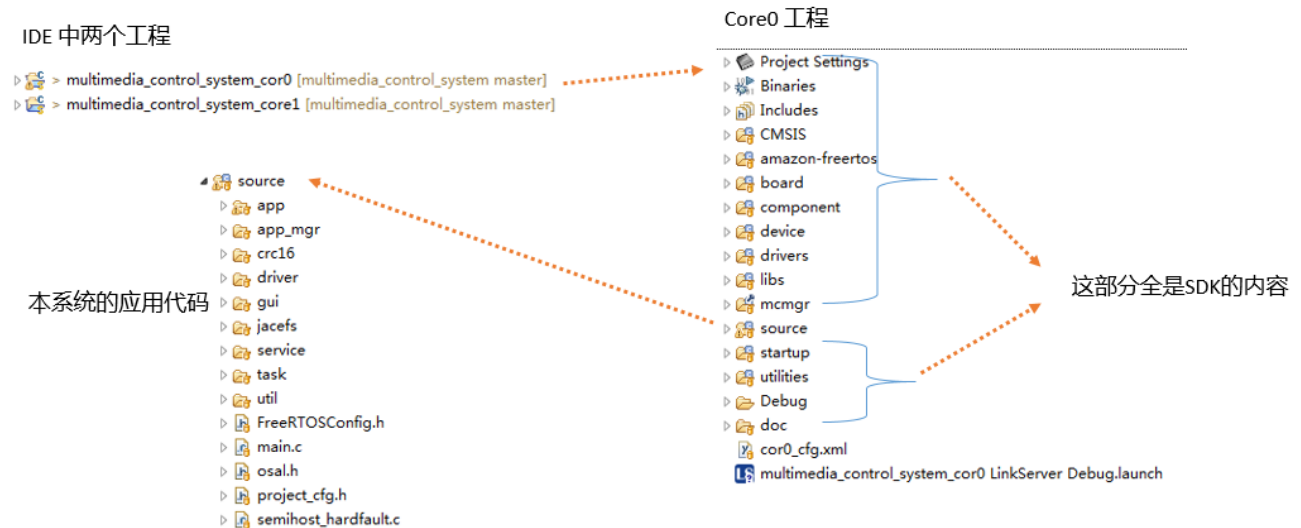 IDE 中两个工程
> multimedia_control_system_cor0 [multimedia_control_system master]
> multimedia_control_system_core1 [multimedia_control_system master]
Core0 工程
Project Settings
Binaries
Includes
CMSIS
amazon-freertos
board
component
device
drivers
libs
mcmgr
source
startup
utilities
Debug
doc
cor0_cfg.xml
multimedia_control_system_cor0 LinkServer Debug.launch
这部分全是SDK的内容
本系统的应用代码
source
app
app_mgr
crc16
driver
gui
jacefs
service
task
util
FreeRTOSConfig.h
main.c
osal.h
project_cfg.h
semihost_hardfault.c